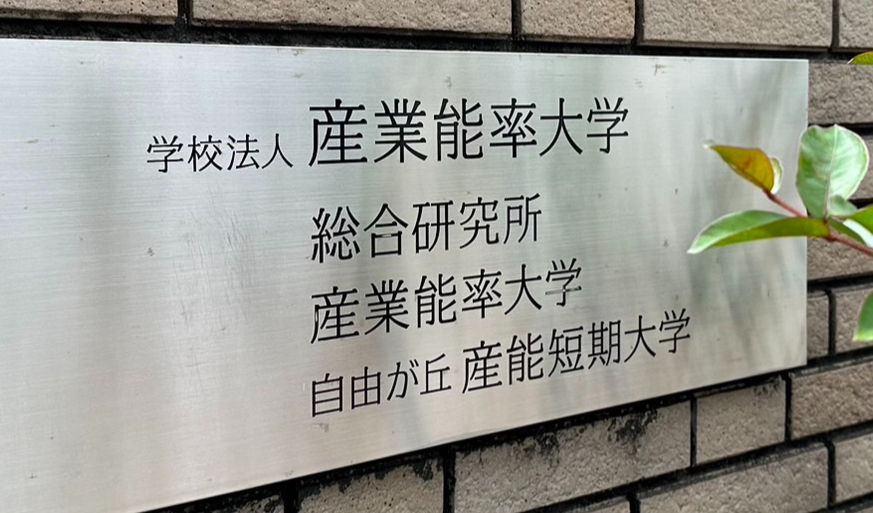 学校法人 産業能率大学
総合研究所
産業能率大学
自由が丘 産能短期大学